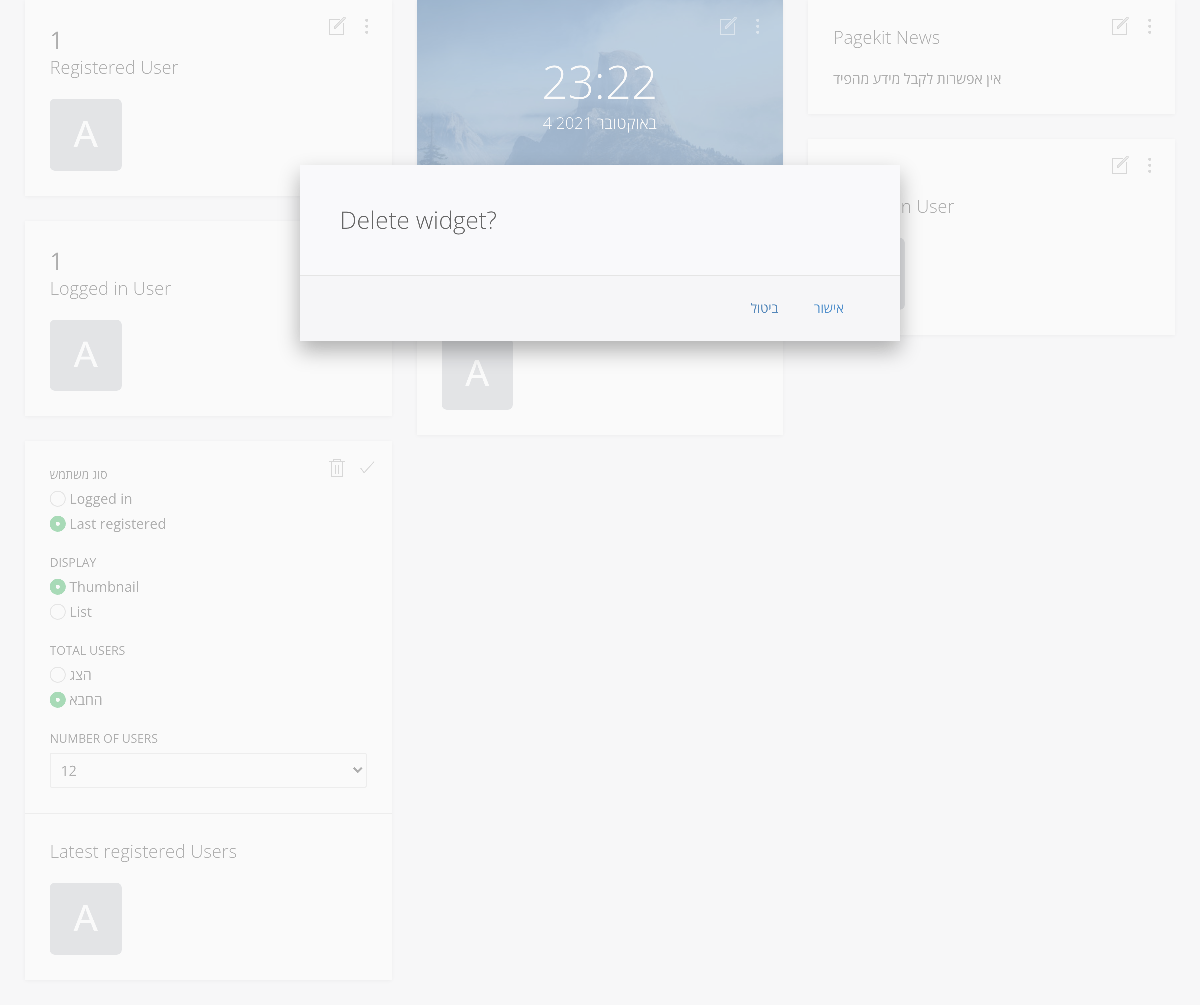 1
Registered User
A
1
Logged in User
A
סוג משתמש
Logged in
Last registered
DISPLAY
Thumbnail
List
TOTAL USERS
הצג
החבא
NUMBER OF USERS
12
Latest registered Users
A
23:22
4 באוקטובר 2021
A
Pagekit News
אין אפשרות לקבל מידע מהפיד
n User
Delete widget?
ביטול
אישור